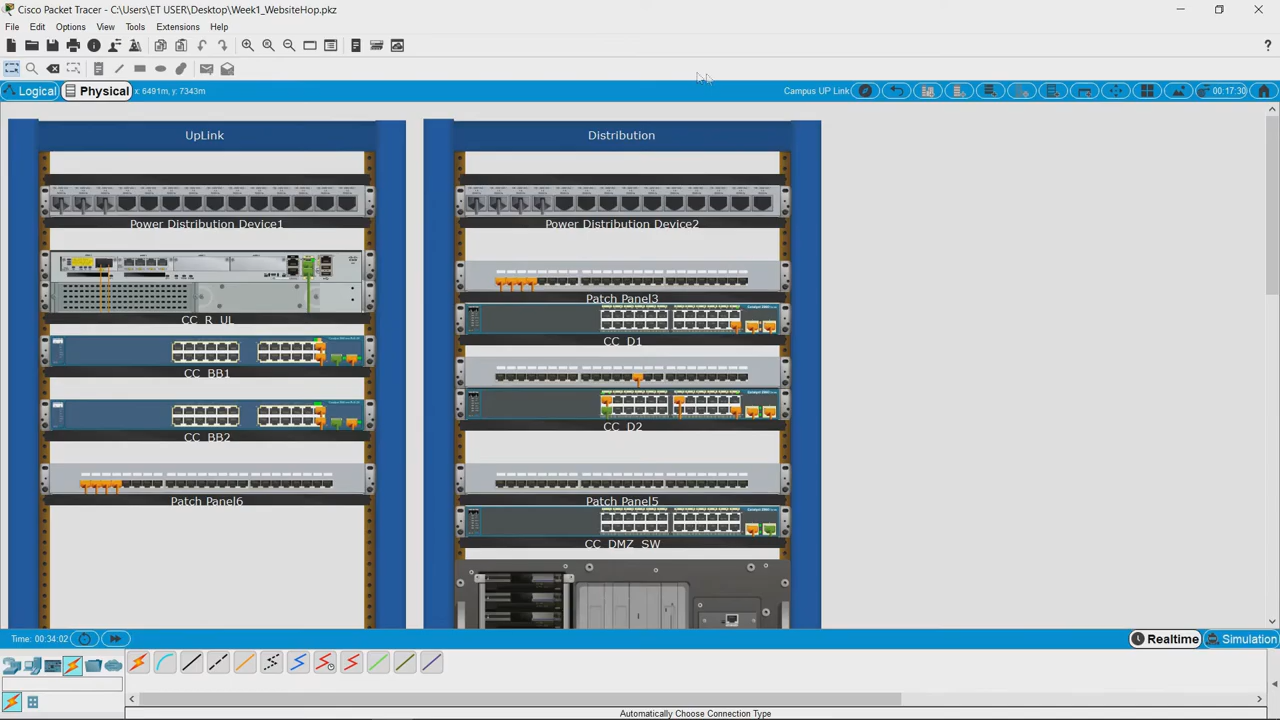 Cisco Packet Tracer - C:\Users\ET USER\Desktop\Week1_WebsiteHop.pkz
File Edit Options View Tools Extensions Help
Logical Physical x: 6491m, y: 7343m Campus UP Link 00:17:30
UpLink
Distribution
Power Distribution Device1
Power Distribution Device2
Patch Panel3
CC_R_UL
CC_D1
CC_BB1
CC_D2
CC_BB2
Patch Panel6
Patch Panel5
CC_DMZ_SW
Time: 00:34:02
Realtime Simulation
Automatically Choose Connection Type